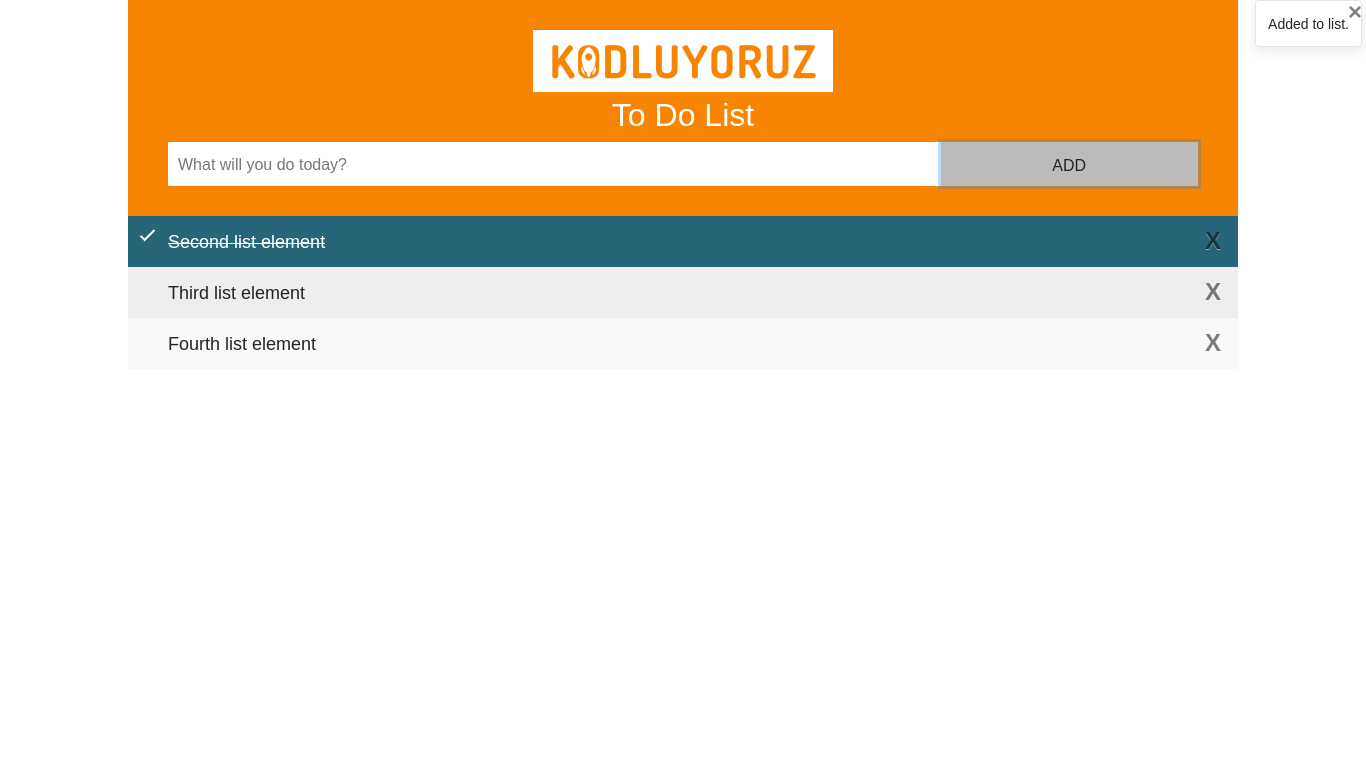 KODLUYORUZ
To Do List
What will you do today?
ADD
Second list element
X
Third list element
X
Fourth list element
X
Added to list.
×